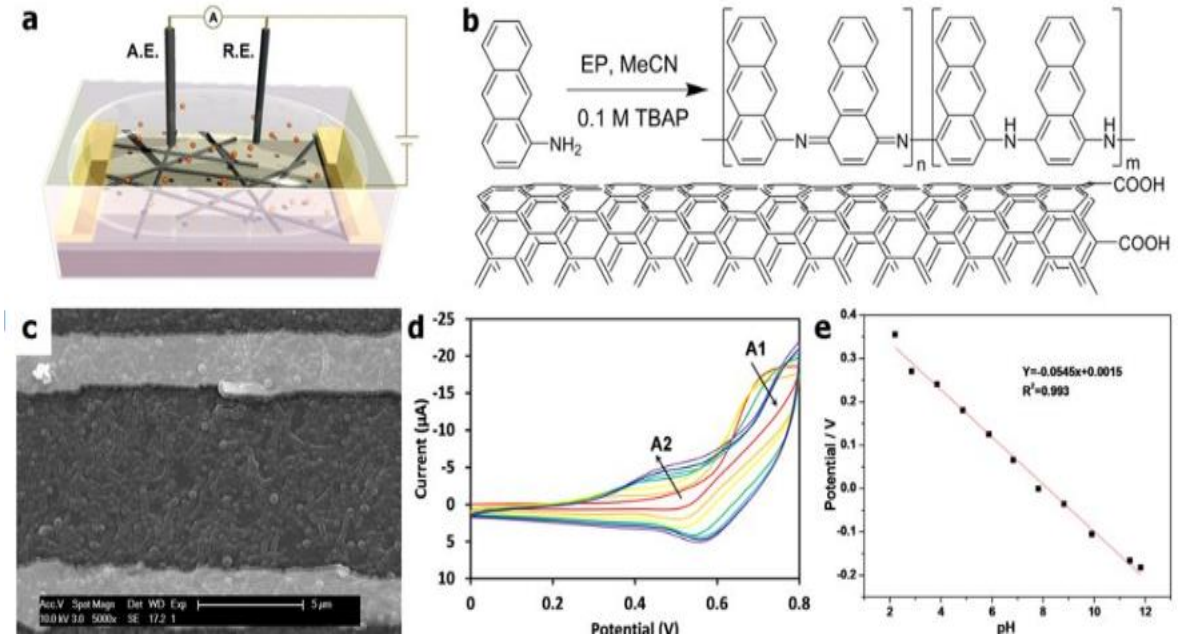 a
A
A.E.
R.E.
b
EP, MeCN
0.1 M TBAP
NH2
N
N
n
H
N
H
N
m
COOH
COOH
c
Acc.V Spot Magn Det WD Exp
10.0 kV 3.0 5000x SE 17.2 1
5 µm
d
-25
-20
-15
-10
-5
0
5
10
Current (µA)
A1
A2
0
0.2
0.4
0.6
0.8
Potential (V)
e
0.4
0.3
0.2
0.1
0.0
-0.1
-0.2
Potential / V
Y=-0.0545x+0.0015
R²=0.993
2
4
6
8
10
12
pH